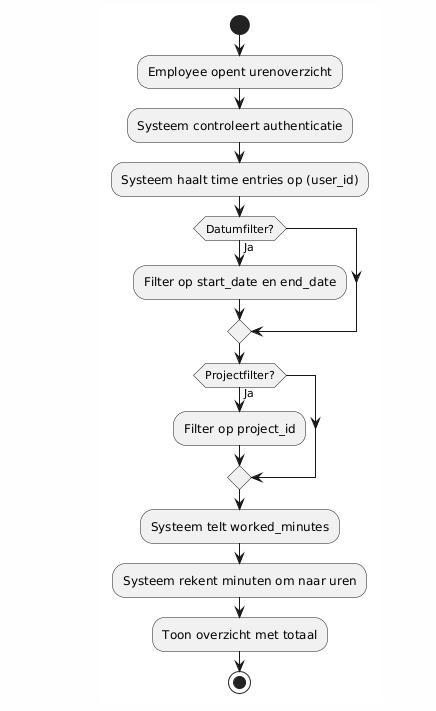 Employee opent urenoverzicht
Systeem controleert authenticatie
Systeem haalt time entries op (user_id)
Datumfilter?
Ja
Filter op start_date en end_date
Projectfilter?
Ja
Filter op project_id
Systeem telt worked_minutes
Systeem rekent minuten om naar uren
Toon overzicht met totaal